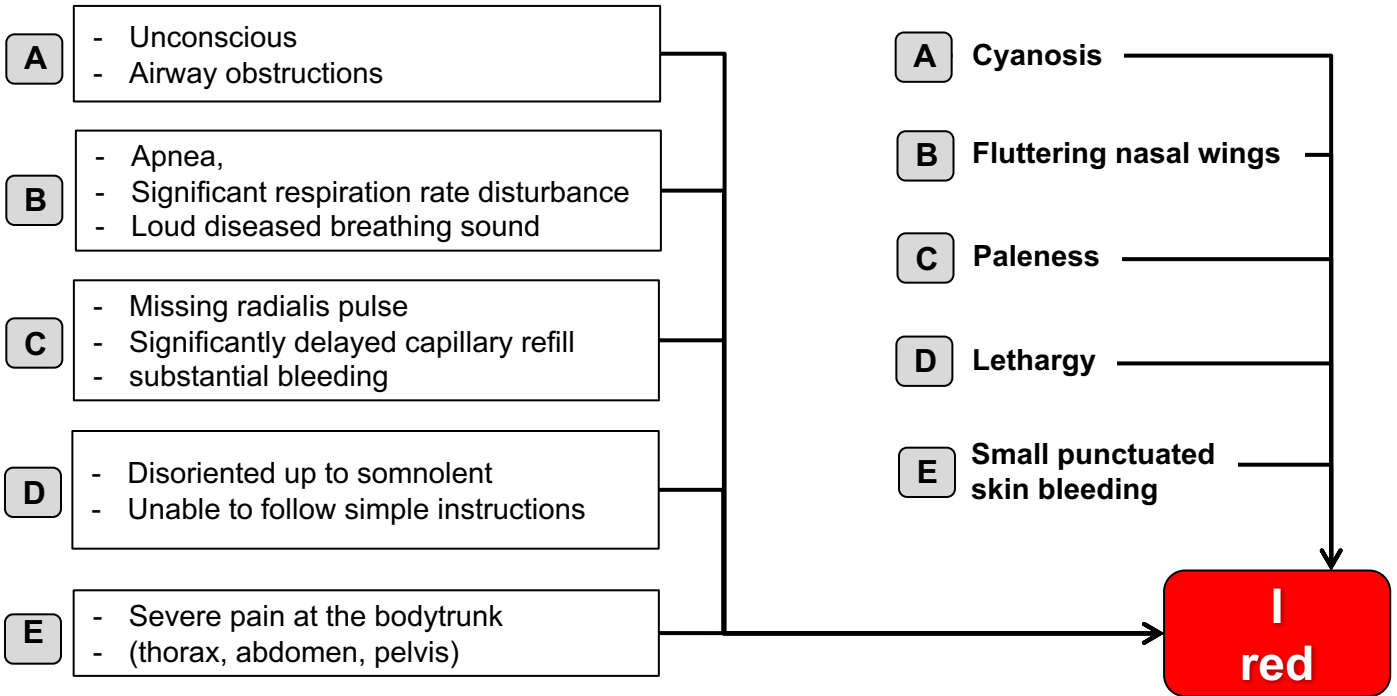 A
- Unconscious
- Airway obstructions
B
- Apnea,
- Significant respiration rate disturbance
- Loud diseased breathing sound
C
- Missing radialis pulse
- Significantly delayed capillary refill
- substantial bleeding
D
- Disoriented up to somnolent
- Unable to follow simple instructions
E
- Severe pain at the bodytrunk
- (thorax, abdomen, pelvis)
A Cyanosis
B Fluttering nasal wings
C Paleness
D Lethargy
E Small punctuated
skin bleeding
I
red